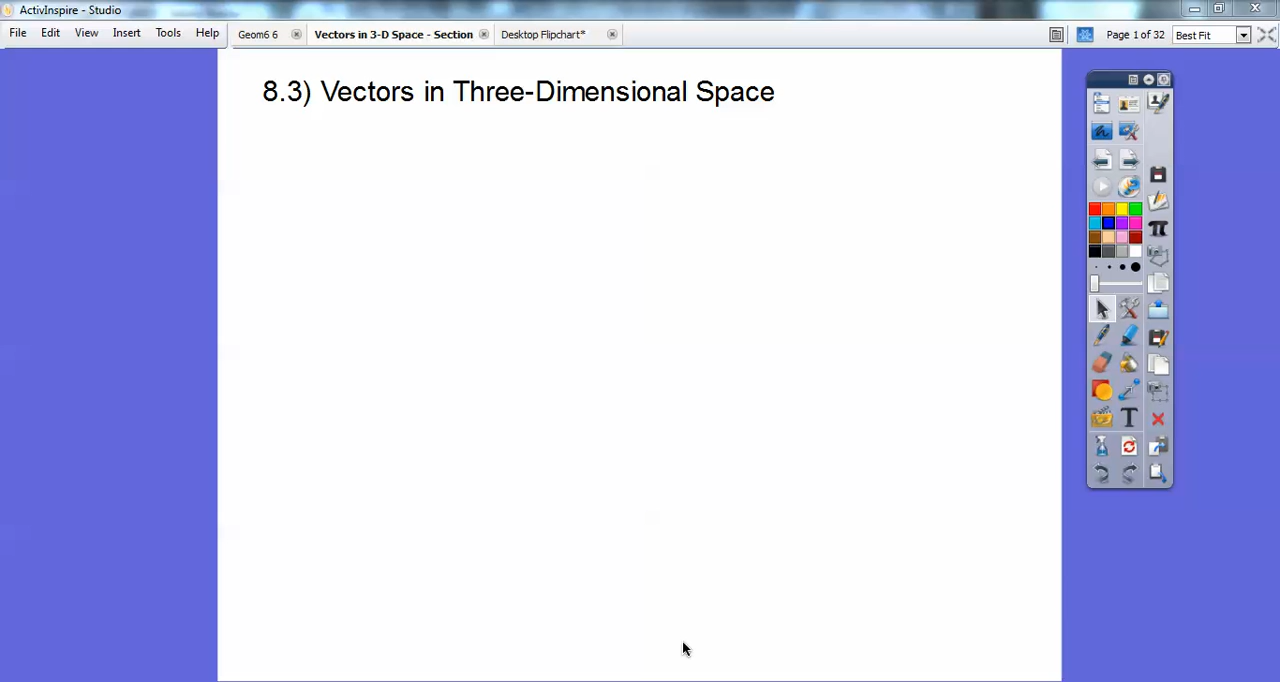 ActivInspire - Studio
File Edit View Insert Tools Help
Geom6 6 Vectors in 3-D Space - Section Desktop Flipchart*
Page 1 of 32 Best Fit
8.3) Vectors in Three-Dimensional Space